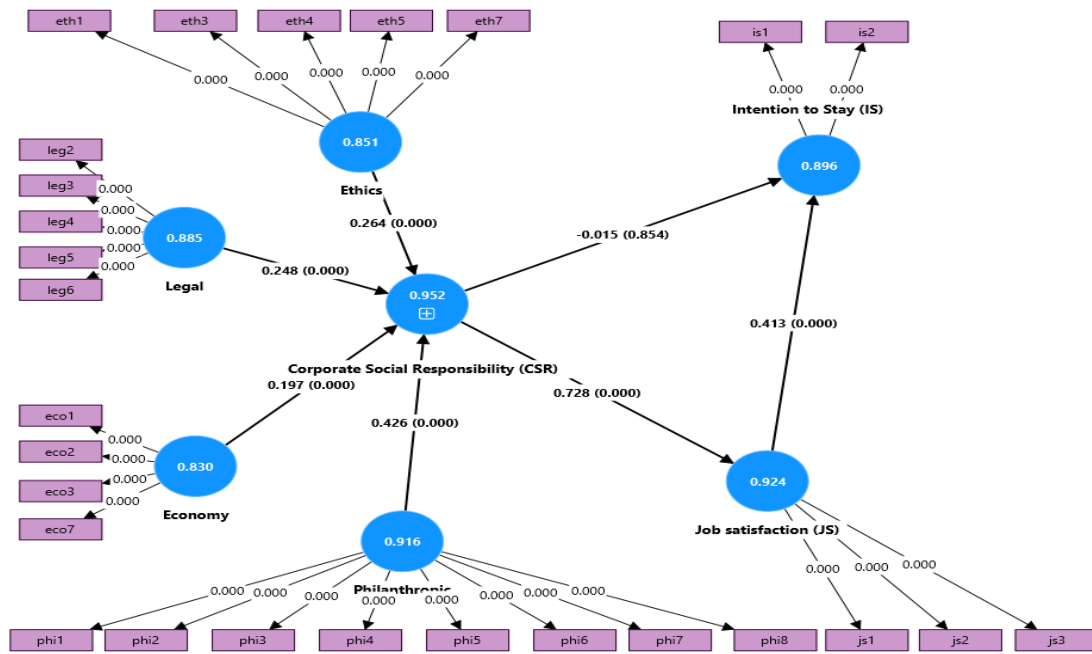 eth1
eth3
eth4
eth5
eth7
is1
is2
0.000
0.000
0.000
0.000
0.000
0.000
0.000
Intention to Stay (IS)
0.851
0.896
Ethics
leg2
leg3
leg4
leg5
leg6
0.000
0.000
0.000
0.000
0.000
0.885
Legal
0.264 (0.000)
0.248 (0.000)
-0.015 (0.854)
0.952
Corporate Social Responsibility (CSR)
0.413 (0.000)
0.197 (0.000)
0.728 (0.000)
0.426 (0.000)
eco1
eco2
eco3
eco7
0.000
0.000
0.000
0.000
0.830
Economy
0.924
Job satisfaction (JS)
0.916
Philanthropic
0.000
0.000
0.000
0.000
0.000
0.000
0.000
0.000
0.000
0.000
0.000
phi1
phi2
phi3
phi4
phi5
phi6
phi7
phi8
js1
js2
js3